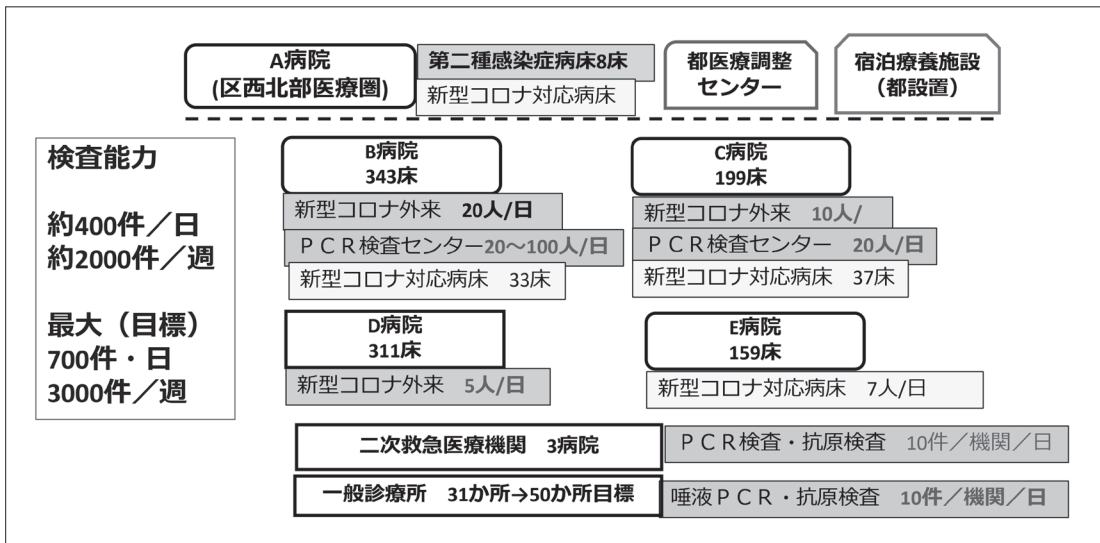 A病院
(区西北部医療圏)
第二種感染症病床8床
新型コロナ対応病床
都医療調整
センター
宿泊療養施設
（都設置）
検査能力
約400件／日
約2000件／週
最大（目標）
700件・日
3000件／週
B病院
343床
新型コロナ外来　20人/日
ＰＣＲ検査センター20～100人/日
新型コロナ対応病床　33床
C病院
199床
新型コロナ外来　10人/
ＰＣＲ検査センター　20人/日
新型コロナ対応病床　37床
D病院
311床
新型コロナ外来　5人/日
E病院
159床
新型コロナ対応病床　7人/日
二次救急医療機関　3病院
ＰＣＲ検査・抗原検査　10件／機関／日
一般診療所　31か所→50か所目標
唾液ＰＣＲ・抗原検査　10件／機関／日